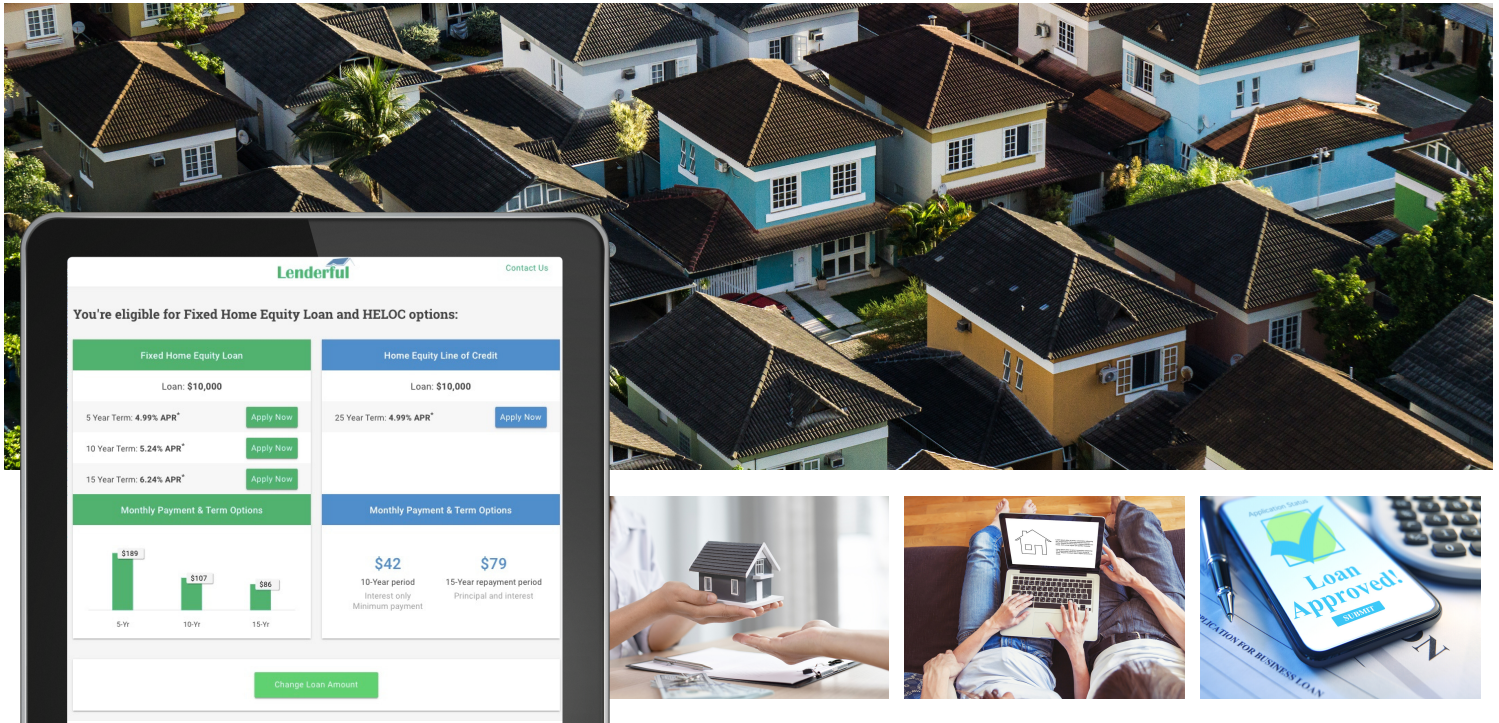 Lenderful
Contact Us
You're eligible for Fixed Home Equity Loan and HELOC options:
Fixed Home Equity Loan
Loan: $10,000
5 Year Term: 4.99% APR*
Apply Now
10 Year Term: 5.24% APR*
Apply Now
15 Year Term: 6.24% APR*
Apply Now
Monthly Payment & Term Options
$189
$107
$86
5-Yr
10-Yr
15-Yr
Home Equity Line of Credit
Loan: $10,000
25 Year Term: 4.99% APR*
Apply Now
Monthly Payment & Term Options
$42
10-Year period
Interest only
Minimum payment
$79
15-Year repayment period
Principal and interest
Change Loan Amount
Application Status
Loan
Approved!
SUBMIT
FOR BUSINESS LOAN